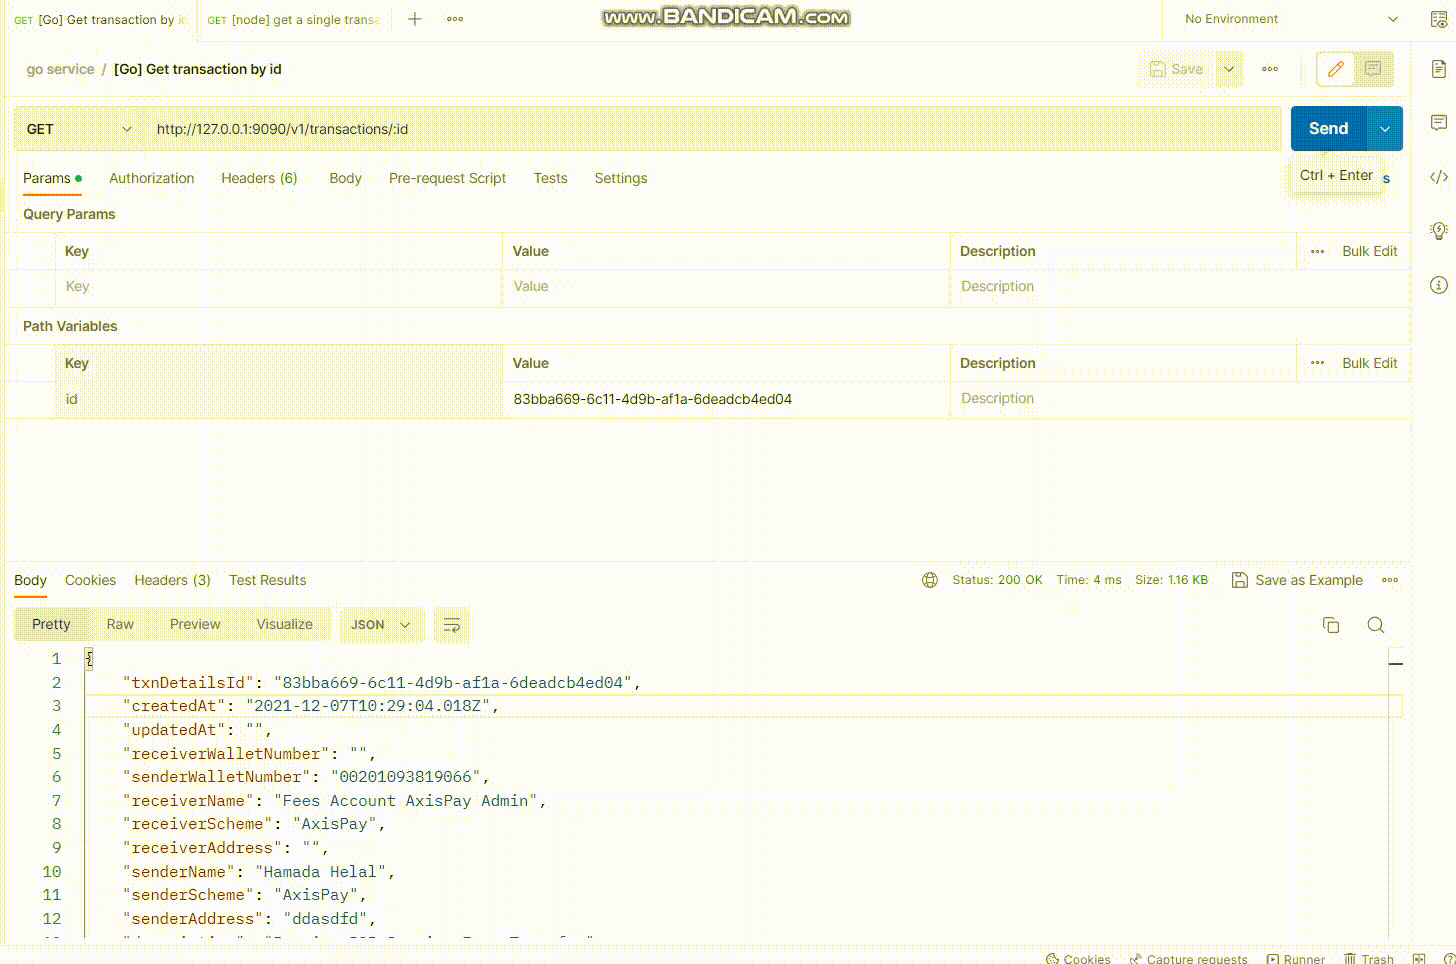 GET [Go] Get transaction by id GET [node] get a single transa
www.BANDICAM.com
No Environment
go service / [Go] Get transaction by id
Save
GET http://127.0.0.1:9090/v1/transactions/:id Send
Params Authorization Headers (6) Body Pre-request Script Tests Settings
Ctrl + Enter s
Query Params
Key Value Description Bulk Edit
Key Value Description
Path Variables
Key Value Description Bulk Edit
id 83bba669-6c11-4d9b-af1a-6deadcb4ed04 Description
Body Cookies Headers (3) Test Results Status: 200 OK Time: 4 ms Size: 1.16 KB Save as Example
Pretty Raw Preview Visualize JSON
1 {
2 "txnDetailsId": "83bba669-6c11-4d9b-af1a-6deadcb4ed04",
3 "createdAt": "2021-12-07T10:29:04.018Z",
4 "updatedAt": "",
5 "receiverWalletNumber": "",
6 "senderWalletNumber": "00201093819066",
7 "receiverName": "Fees Account AxisPay Admin",
8 "receiverScheme": "AxisPay",
9 "receiverAddress": "",
10 "senderName": "Hamada Helal",
11 "senderScheme": "AxisPay",
12 "senderAddress": "ddasdfd",
Cookies Capture requests Runner Trash